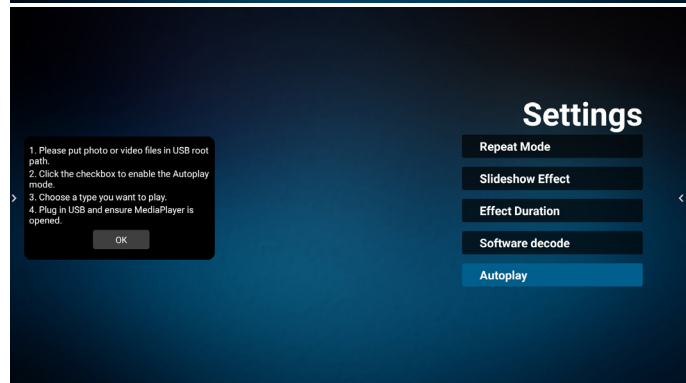 Settings
1. Please put photo or video files in USB root
path.
2. Click the checkbox to enable the Autoplay
mode.
3. Choose a type you want to play.
4. Plug in USB and ensure MediaPlayer is
opened.
OK
Repeat Mode
Slideshow Effect
Effect Duration
Software decode
Autoplay